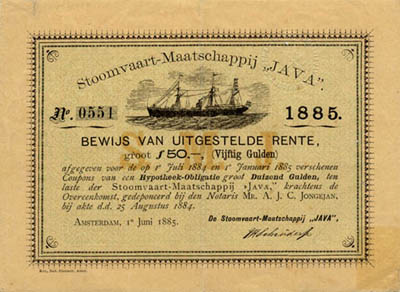 Stoomvaart-Maatschappij „JAVA”.
No. 0551
1885.
BEWIJS VAN UITGESTELDE RENTE,
groot ƒ50.—, (Vijftig Gulden)
afgegeven voor de op 1e Juli 1884 en 1e Januari 1885 verschenen
Coupons van een Hypotheek-Obligatie groot Duizend Gulden, ten
laste der Stoomvaart-Maatschappij „JAVA,” krachtens de
Overeenkomst, gedeponeerd bij den Notaris Mr. A. J. C. JONGEJAN,
bij akte d.d. 25 Augustus 1884.
AMSTERDAM, 1e Juni 1885.
De Stoomvaart-Maatschappij „JAVA”,